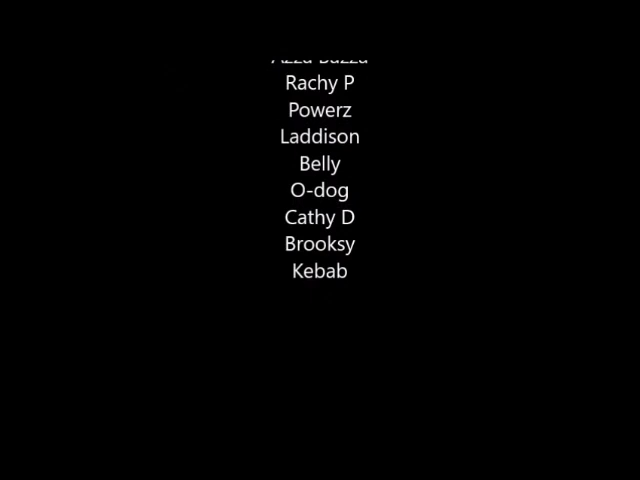 Rachy P
Powerz
Laddison
Belly
O-dog
Cathy D
Brooksy
Kebab